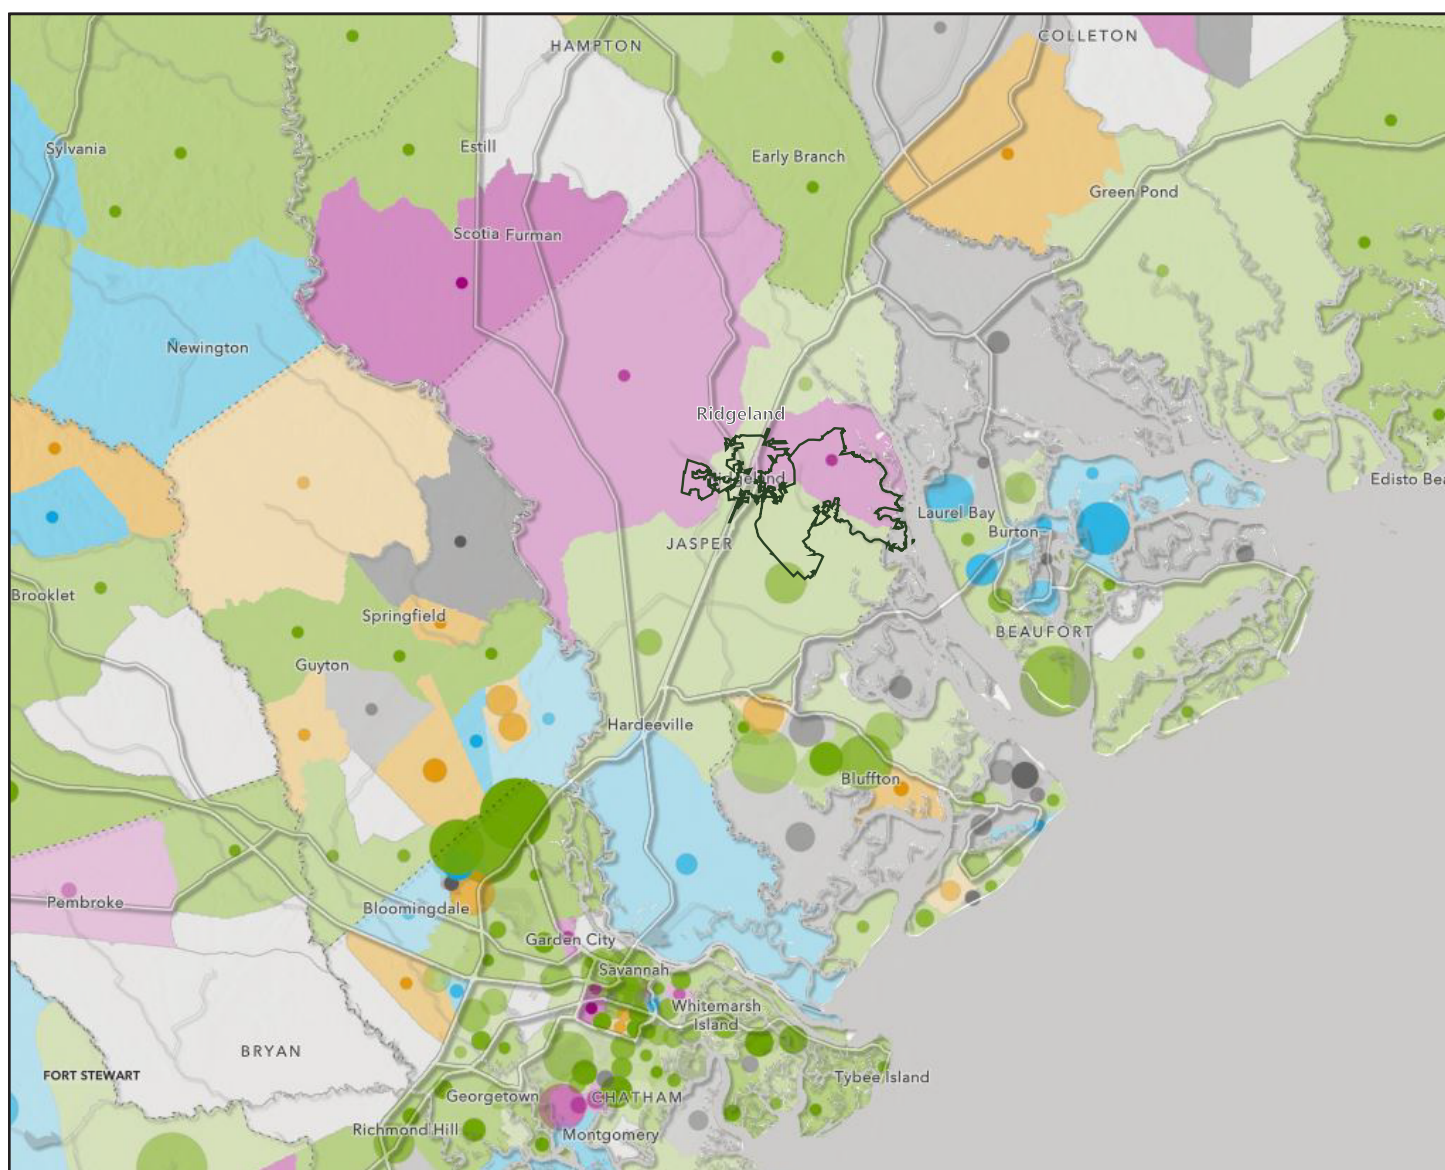 COLLETON
HAMPTON
Sylvania
Estill
Early Branch
Green Pond
Scotia Furman
Newington
Ridgeland
Ridgeland
Edisto Bea
Laurel Bay
Burton
JASPER
Brooklet
Springfield
BEAUFORT
Guyton
Hardeeville
Bluffton
Pembroke
Bloomingdale
Garden City
Savannah
Whitemarsh
Island
BRYAN
FORT STEWART
Tybee Island
Georgetown
CHATHAM
Richmond Hill
Montgomery